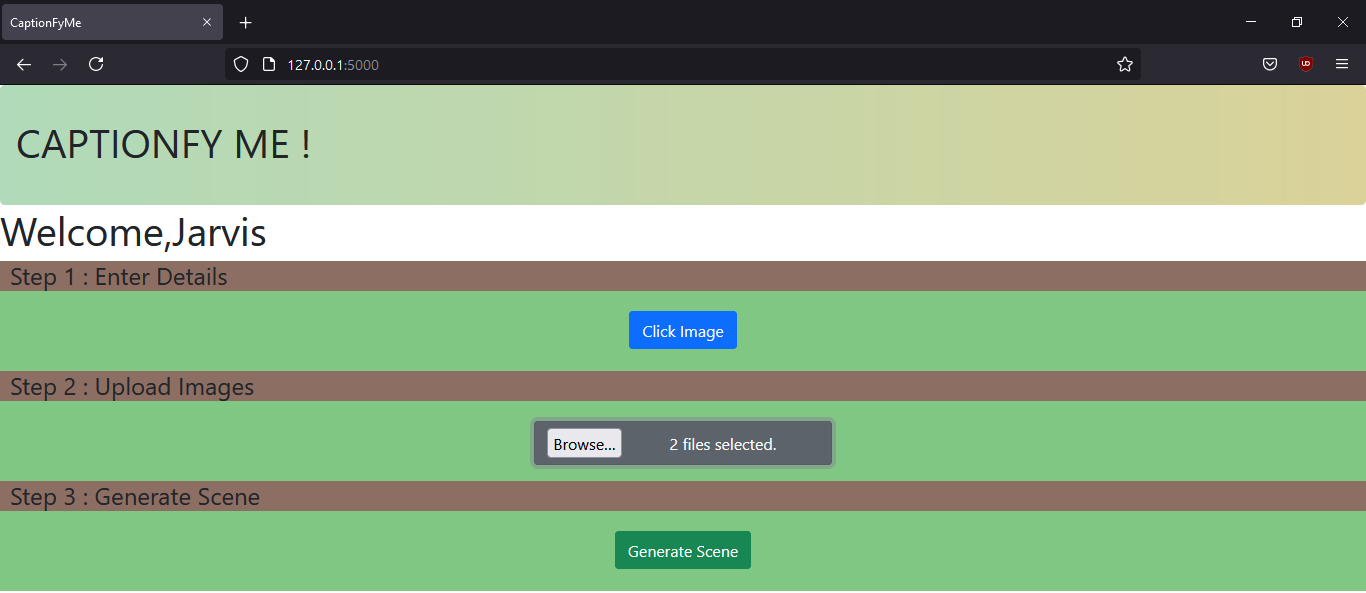 CaptionFyMe
127.0.0.1:5000
CAPTIONFY ME !
Welcome,Jarvis
Step 1 : Enter Details
Click Image
Step 2 : Upload Images
Browse... 2 files selected.
Step 3 : Generate Scene
Generate Scene